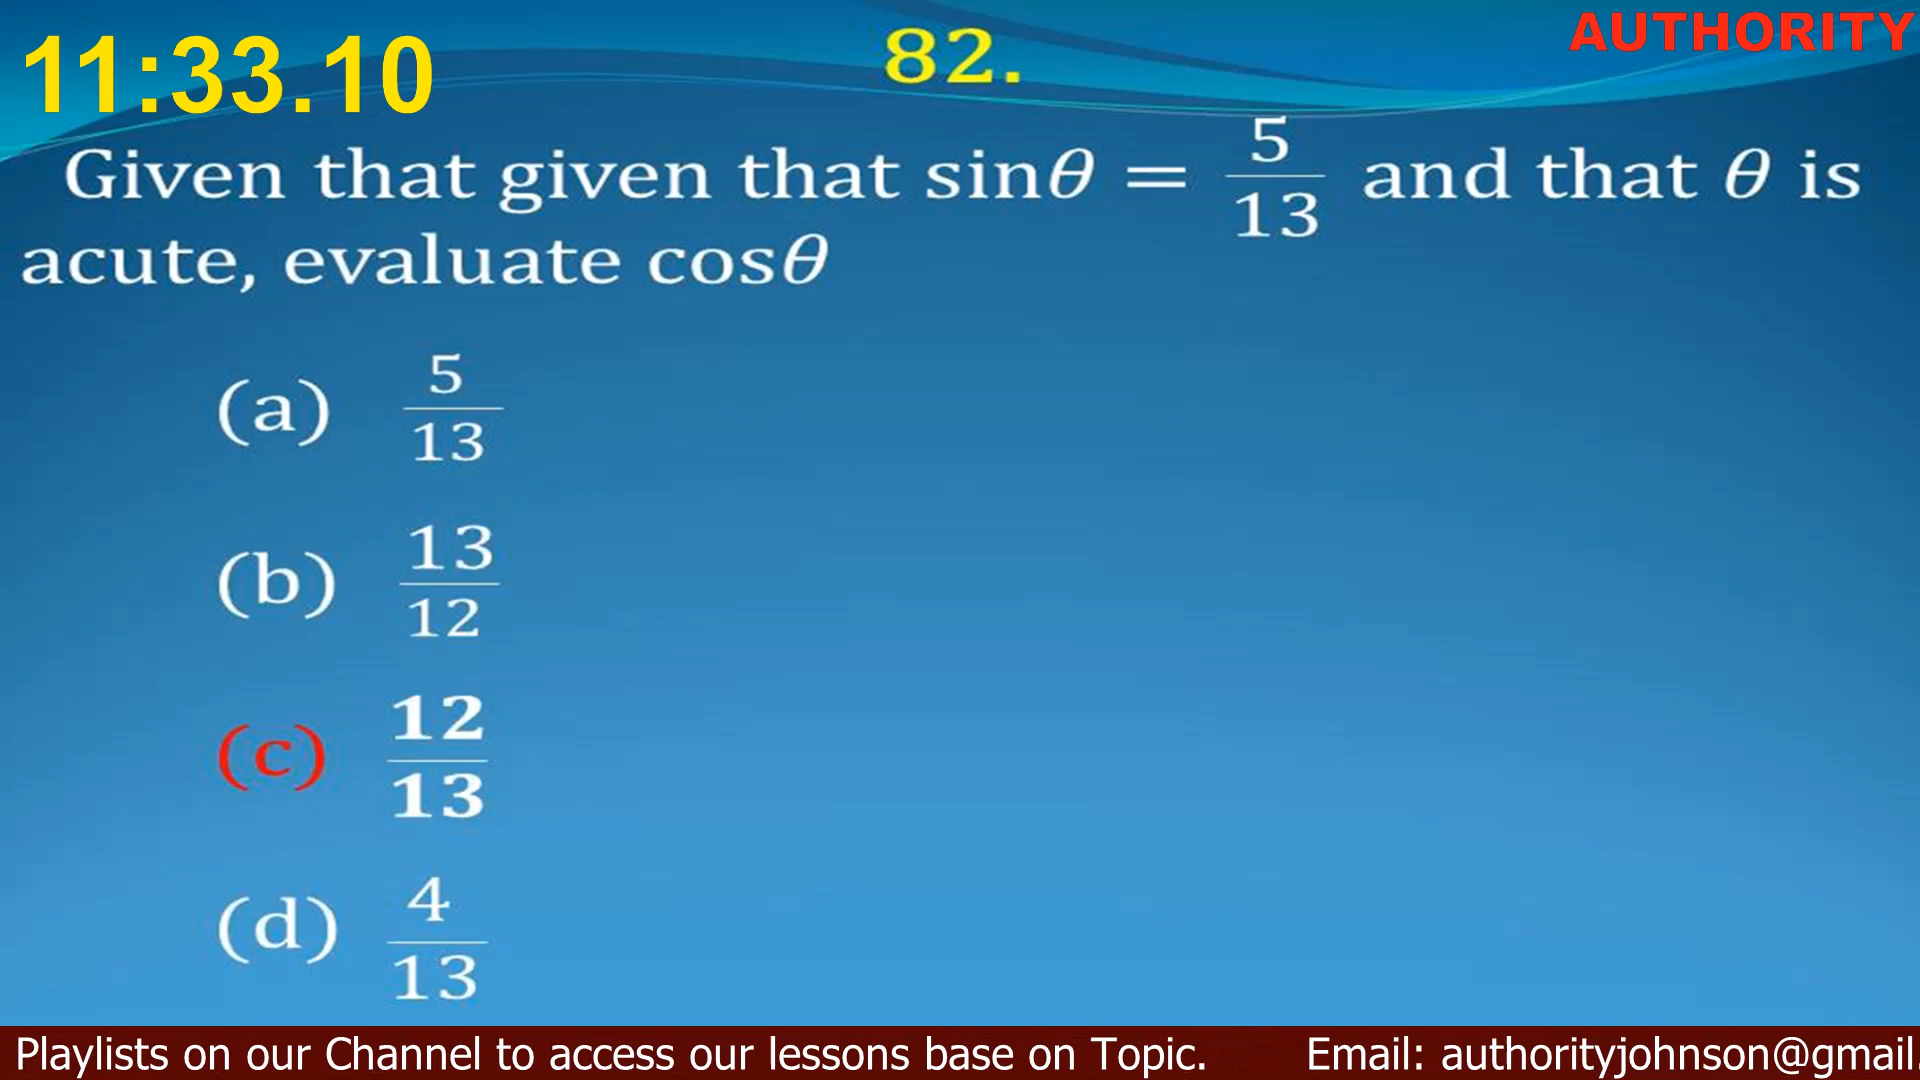 11:33.10
82.
AUTHORITY
Given that given that sinθ = 5/13 and that θ is
acute, evaluate cosθ
(a) 5/13
(b) 13/12
(c) 12/13
(d) 4/13
Playlists on our Channel to access our lessons base on Topic. Email: authorityjohnson@gmail.